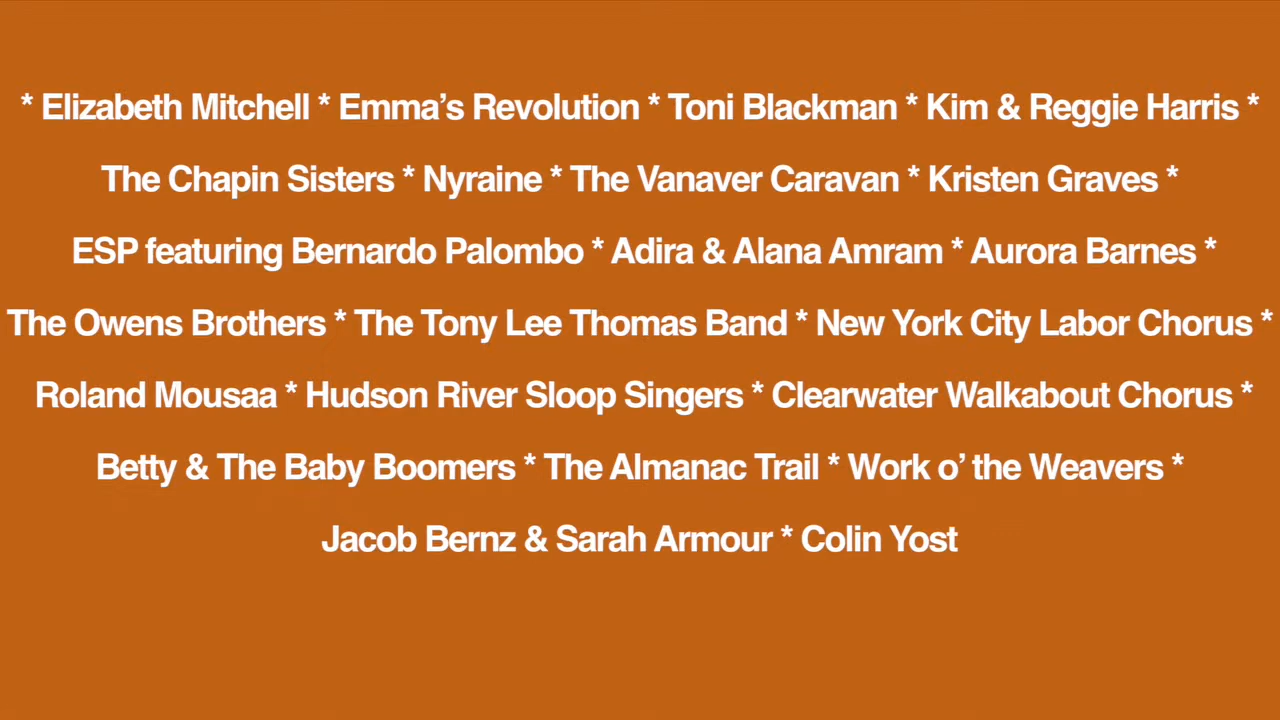 * Elizabeth Mitchell * Emma’s Revolution * Toni Blackman * Kim & Reggie Harris *
The Chapin Sisters * Nyraine * The Vanaver Caravan * Kristen Graves *
ESP featuring Bernardo Palombo * Adira & Alana Amram * Aurora Barnes *
The Owens Brothers * The Tony Lee Thomas Band * New York City Labor Chorus *
Roland Mousaa * Hudson River Sloop Singers * Clearwater Walkabout Chorus *
Betty & The Baby Boomers * The Almanac Trail * Work o’ the Weavers *
Jacob Bernz & Sarah Armour * Colin Yost